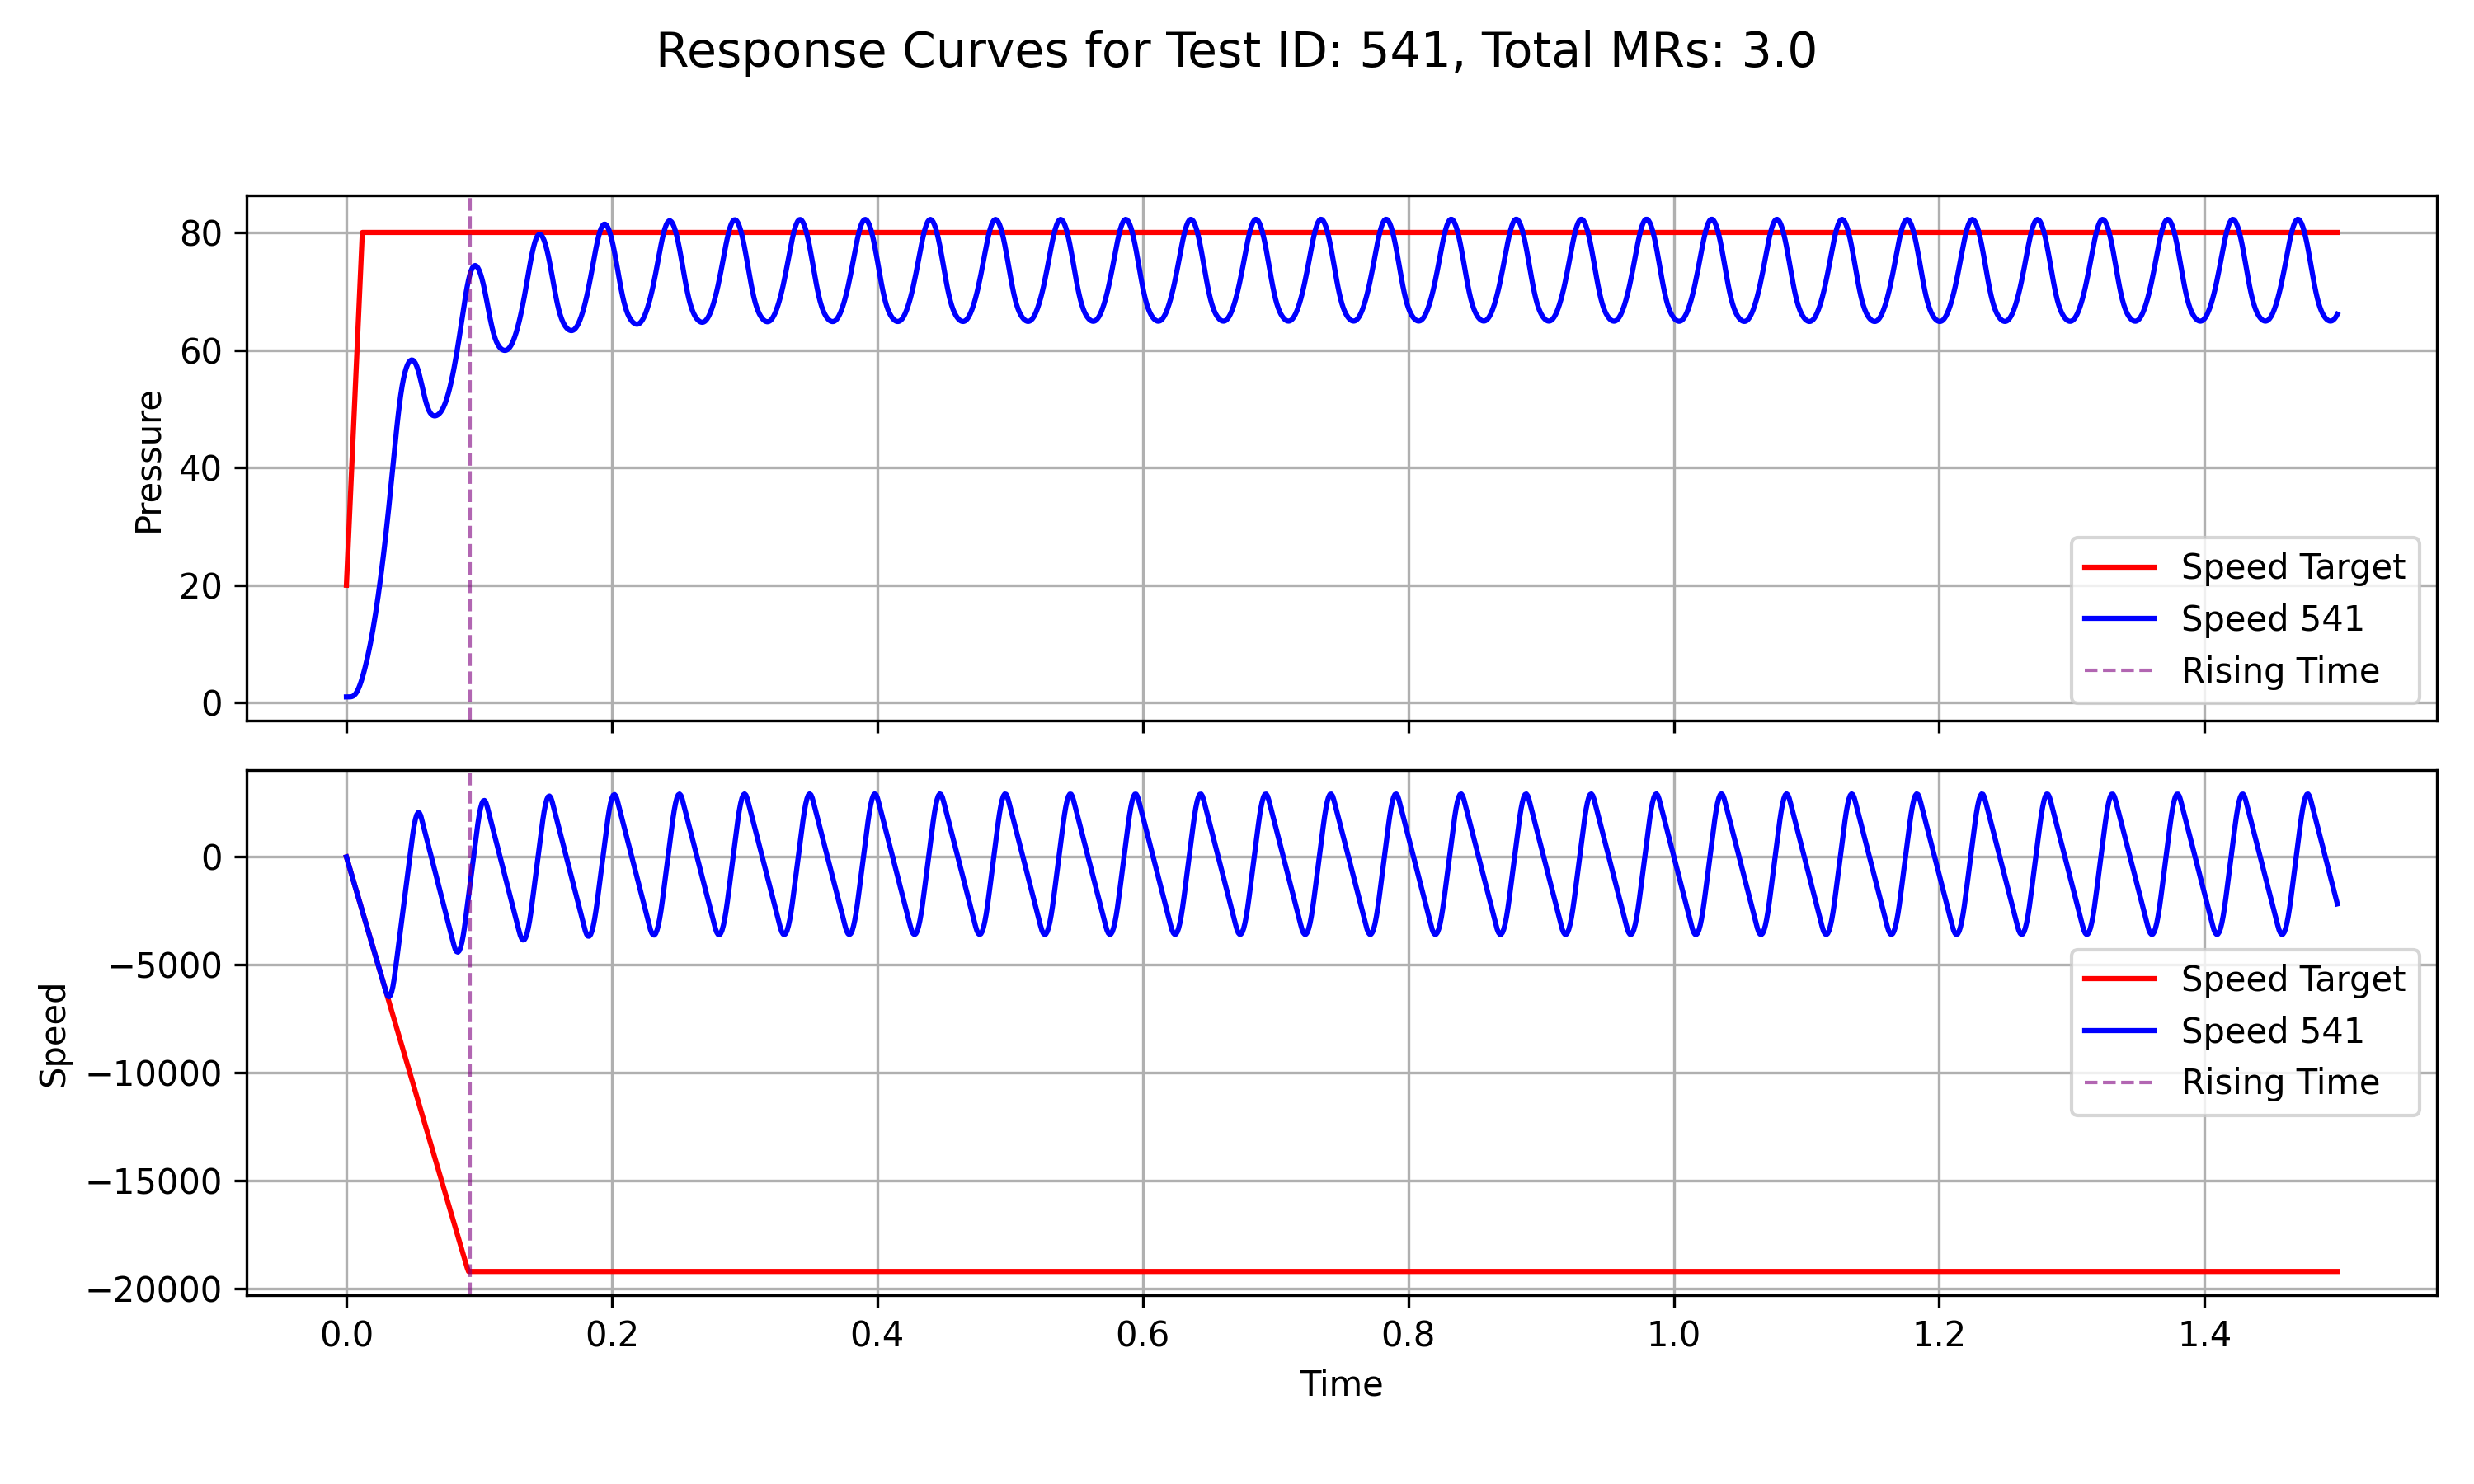 Response Curves for Test ID: 541, Total MRs: 3.0
80
60
40
20
0
Pressure
Speed Target
Speed 541
Rising Time
0
−5000
−10000
−15000
−20000
Speed
Speed Target
Speed 541
Rising Time
0.0 0.2 0.4 0.6 0.8 1.0 1.2 1.4
Time